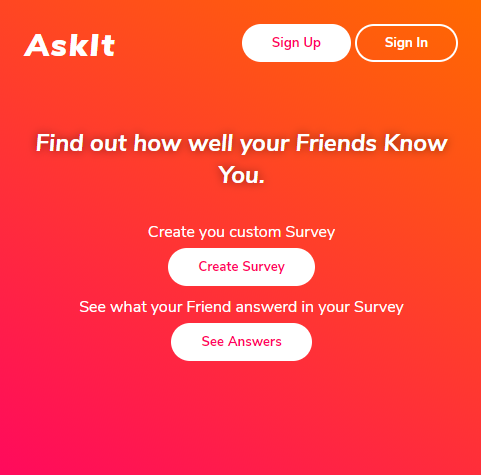 AskIt
Sign Up
Sign In
Find out how well your Friends Know
You.
Create you custom Survey
Create Survey
See what your Friend answerd in your Survey
See Answers